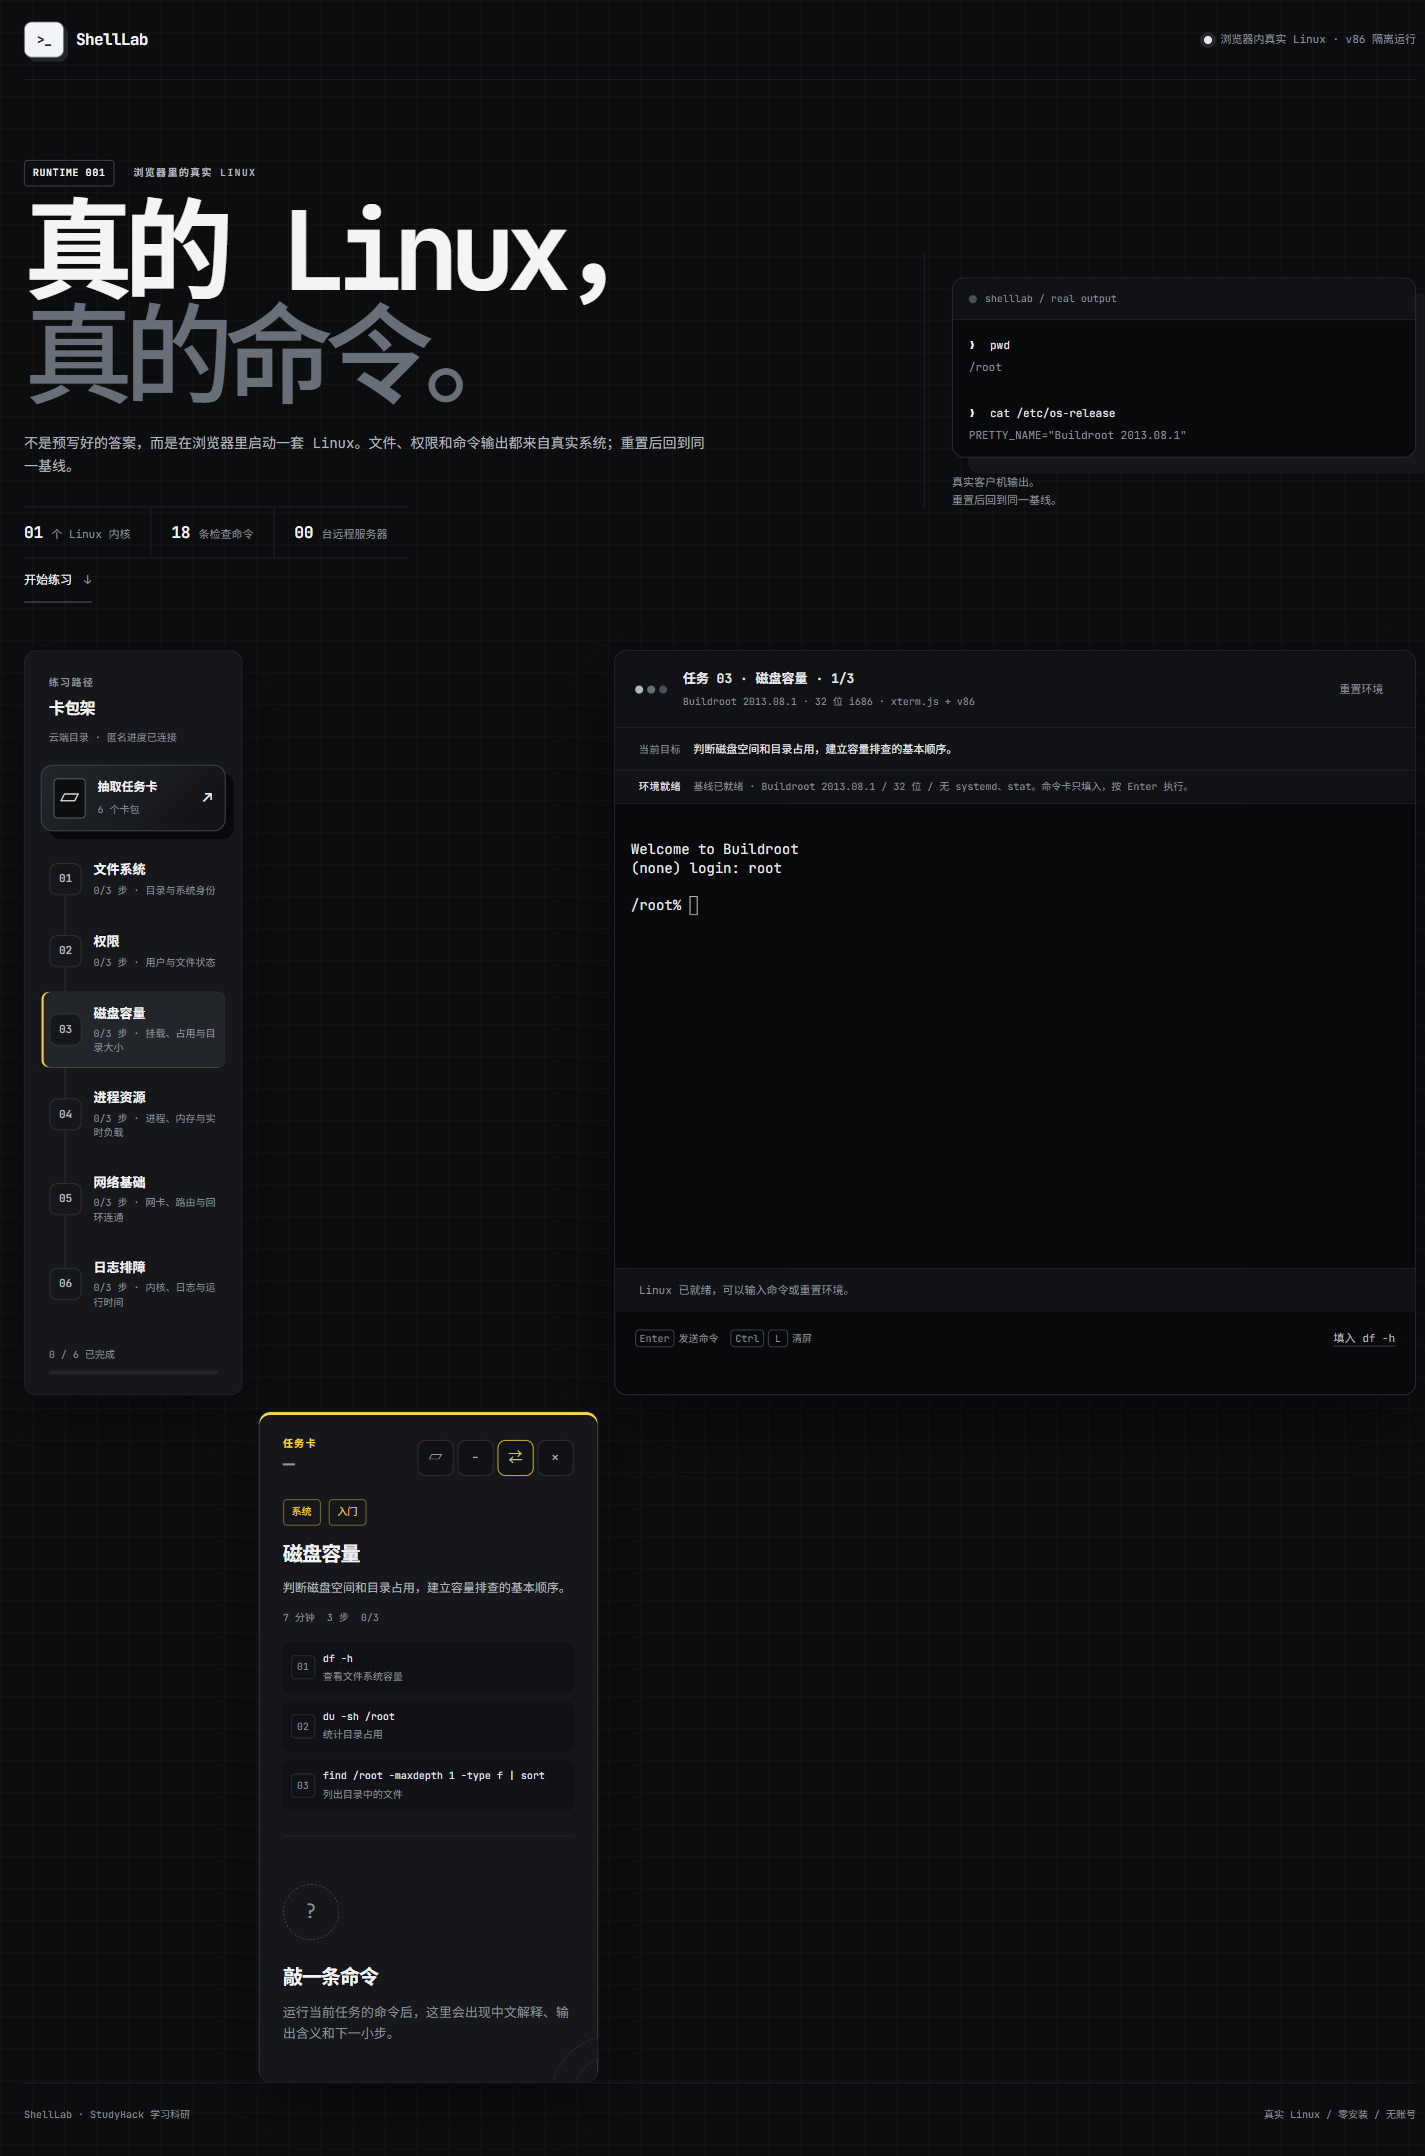 >_ ShellLab
浏览器内真实 Linux · v86 隔离运行
RUNTIME 001 浏览器里的真实 LINUX
真的 Linux，
真的命令。
不是预写好的答案，而是在浏览器里启动一套 Linux。文件、权限和命令输出都来自真实系统；重置后回到同
一基线。
01 个 Linux 内核 18 条检查命令 00 台远程服务器
开始练习 ↓
shelllab / real output
❯ pwd
/root
❯ cat /etc/os-release
PRETTY_NAME="Buildroot 2013.08.1"
真实客户机输出。
重置后回到同一基线。
练习路径
卡包架
云端目录 · 匿名进度已连接
抽取任务卡
6 个卡包
↗
01 文件系统
0/3 步 · 目录与系统身份
02 权限
0/3 步 · 用户与文件状态
03 磁盘容量
0/3 步 · 挂载、占用与目
录大小
04 进程资源
0/3 步 · 进程、内存与实
时负载
05 网络基础
0/3 步 · 网卡、路由与回
环连通
06 日志排障
0/3 步 · 内核、日志与运
行时间
0 / 6 已完成
任务 03 · 磁盘容量 · 1/3
Buildroot 2013.08.1 · 32 位 i686 · xterm.js + v86
重置环境
当前目标 判断磁盘空间和目录占用，建立容量排查的基本顺序。
环境就绪 基线已就绪 · Buildroot 2013.08.1 / 32 位 / 无 systemd、stat。命令卡只填入，按 Enter 执行。
Welcome to Buildroot
(none) login: root
/root%
Linux 已就绪，可以输入命令或重置环境。
Enter 发送命令 Ctrl L 清屏
填入 df -h
任务卡
—
▱ - ⇄ ×
系统 入门
磁盘容量
判断磁盘空间和目录占用，建立容量排查的基本顺序。
7 分钟 3 步 0/3
01 df -h
查看文件系统容量
02 du -sh /root
统计目录占用
03 find /root -maxdepth 1 -type f | sort
列出目录中的文件
?
敲一条命令
运行当前任务的命令后，这里会出现中文解释、输
出含义和下一小步。
ShellLab · StudyHack 学习科研
真实 Linux / 零安装 / 无账号